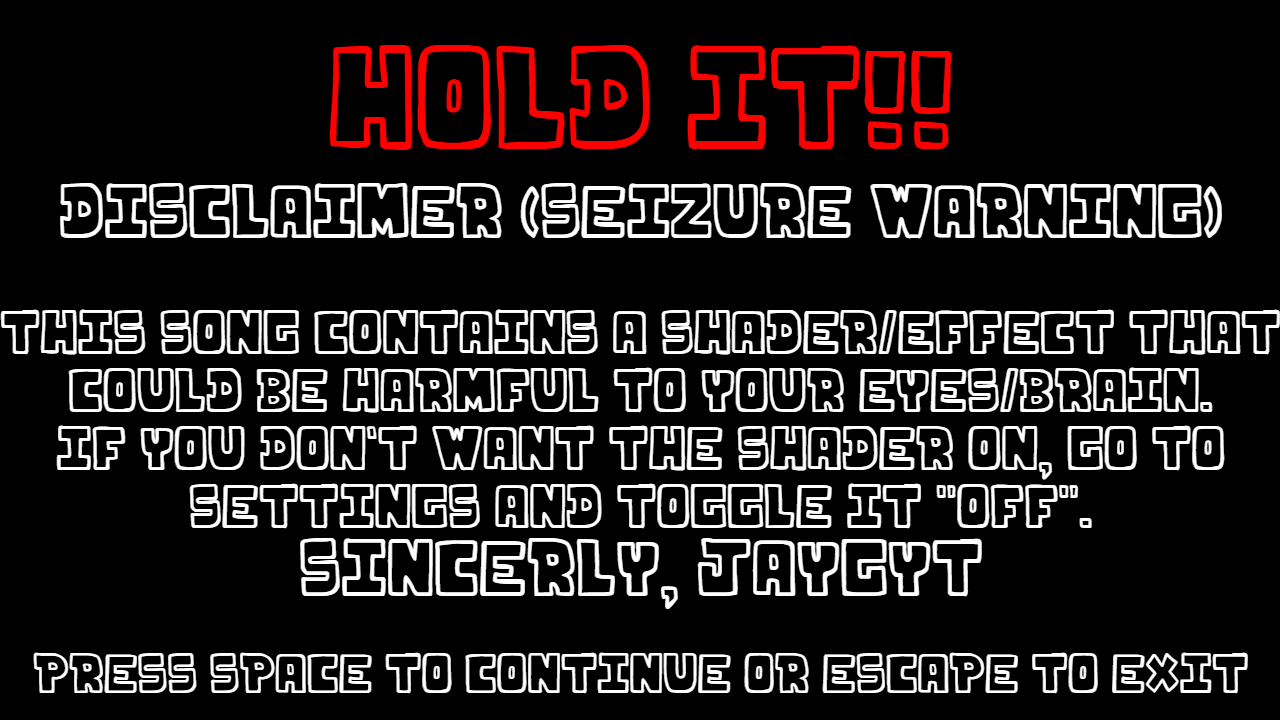 HOLD IT!!
DISCLAIMER (SEIZURE WARNING)
THIS SONG CONTAINS A SHADER/EFFECT THAT
COULD BE HARMFUL TO YOUR EYES/BRAIN.
IF YOU DON'T WANT THE SHADER ON, GO TO
SETTINGS AND TOGGLE IT "OFF".
SINCERLY, JAYGYT
PRESS SPACE TO CONTINUE OR ESCAPE TO EXIT